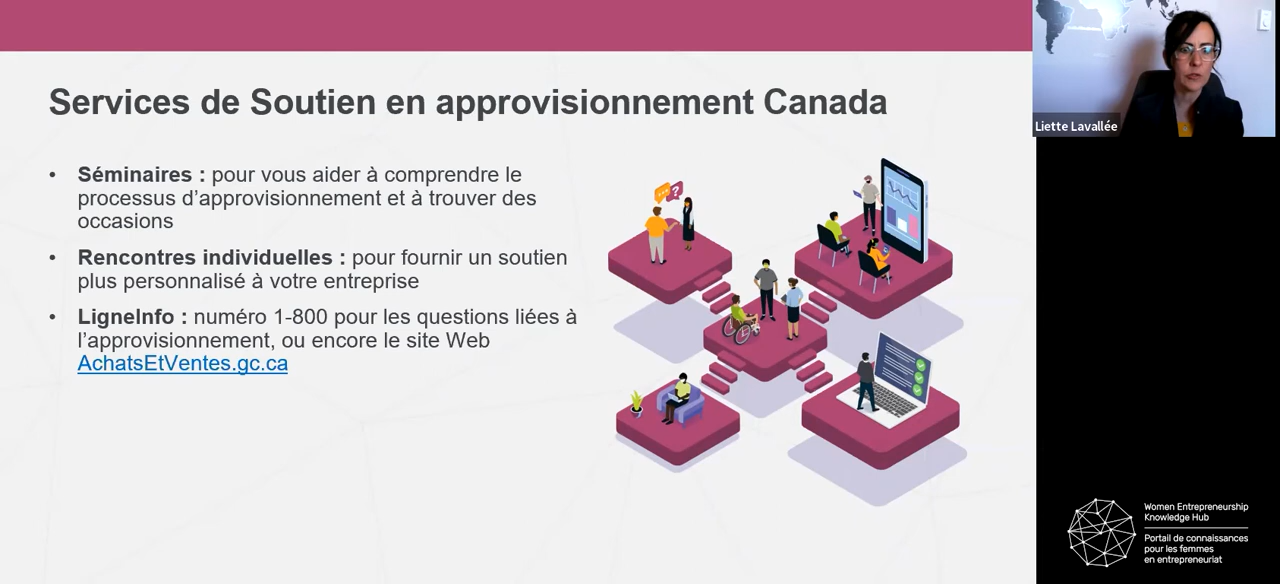 Services de Soutien en approvisionnement Canada
• Séminaires : pour vous aider à comprendre le
processus d'approvisionnement et à trouver des
occasions
• Rencontres individuelles : pour fournir un soutien
plus personnalisé à votre entreprise
• LigneInfo : numéro 1-800 pour les questions liées à
l'approvisionnement, ou encore le site Web
AchatsEtVentes.gc.ca
?
Liette Lavallée
Women Entrepreneurship
Knowledge Hub
Portail de connaissances
pour les femmes
en entrepreneuriat